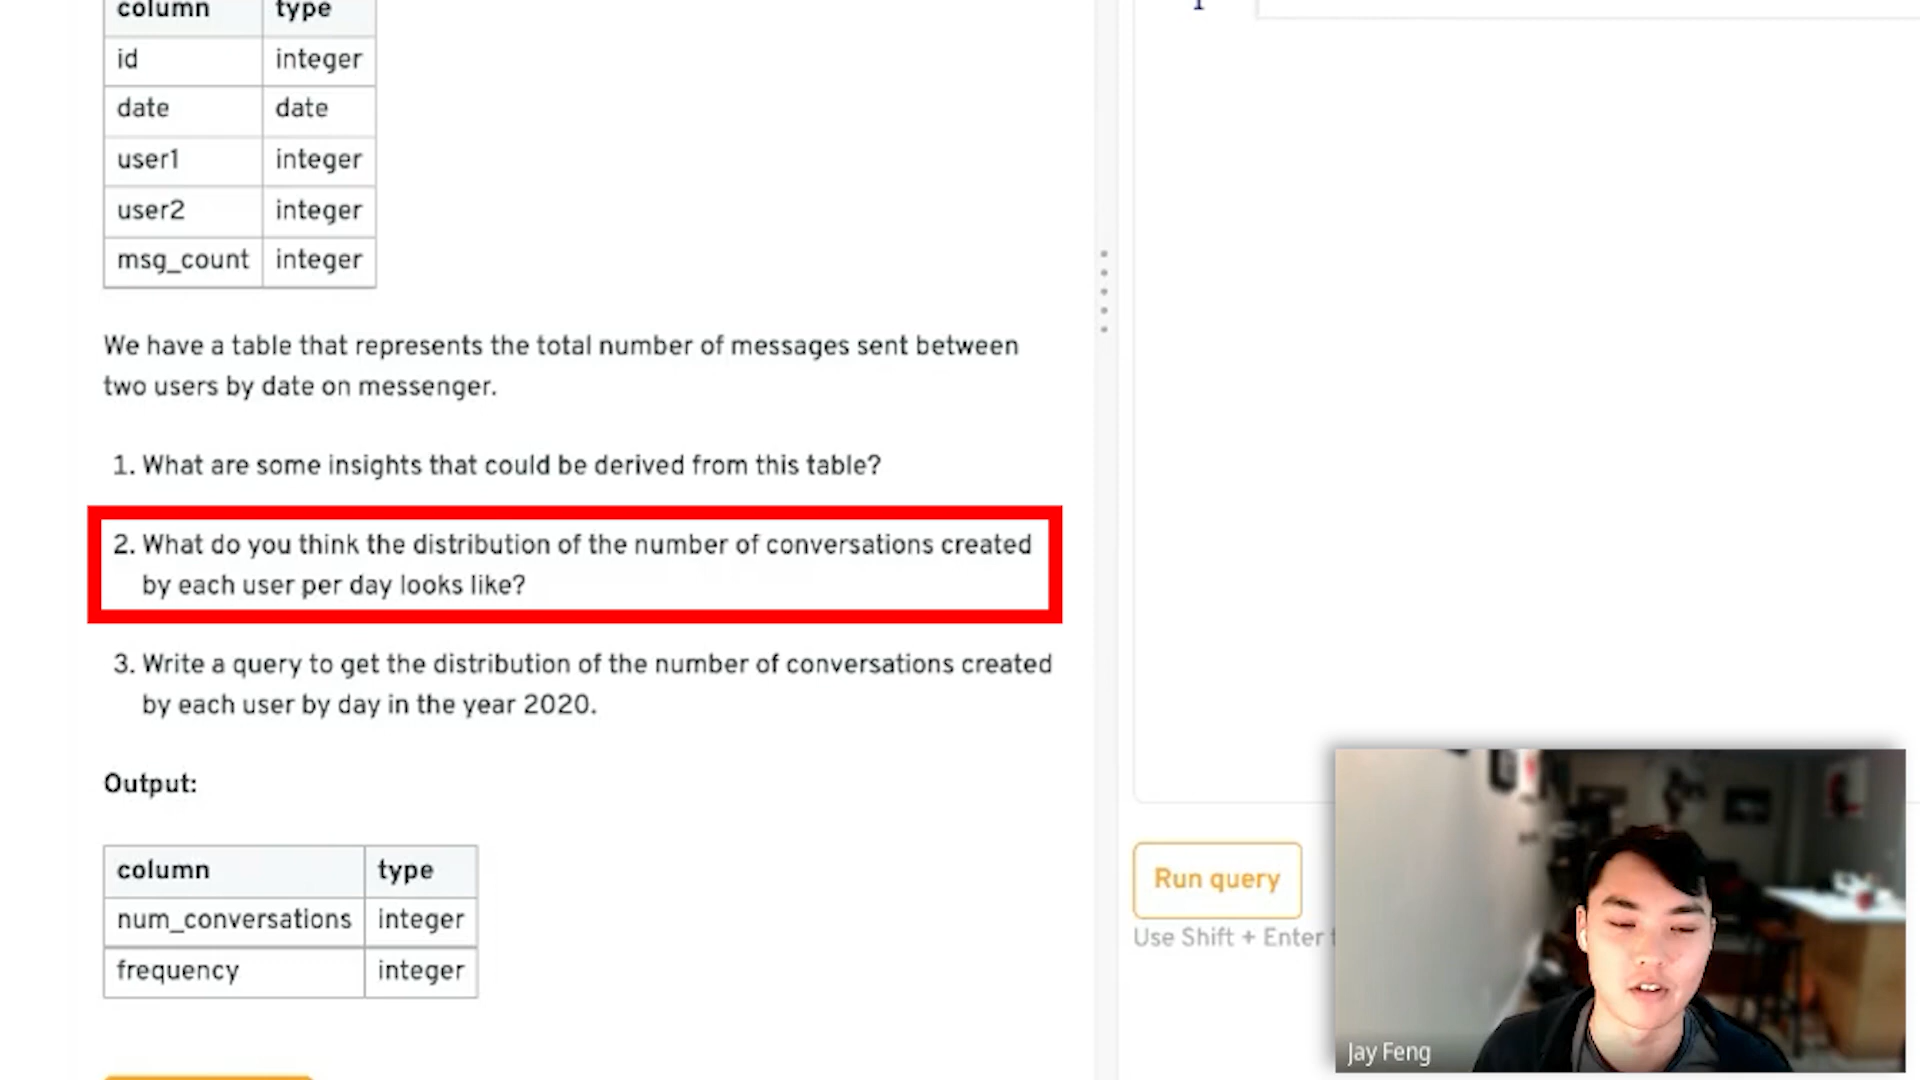 column type
1
id integer
date date
user1 integer
user2 integer
msg_count integer
We have a table that represents the total number of messages sent between
two users by date on messenger.
1. What are some insights that could be derived from this table?
2. What do you think the distribution of the number of conversations created
by each user per day looks like?
3. Write a query to get the distribution of the number of conversations created
by each user by day in the year 2020.
Output:
column type
num_conversations integer
frequency integer
Run query
Use Shift + Enter
Jay Feng